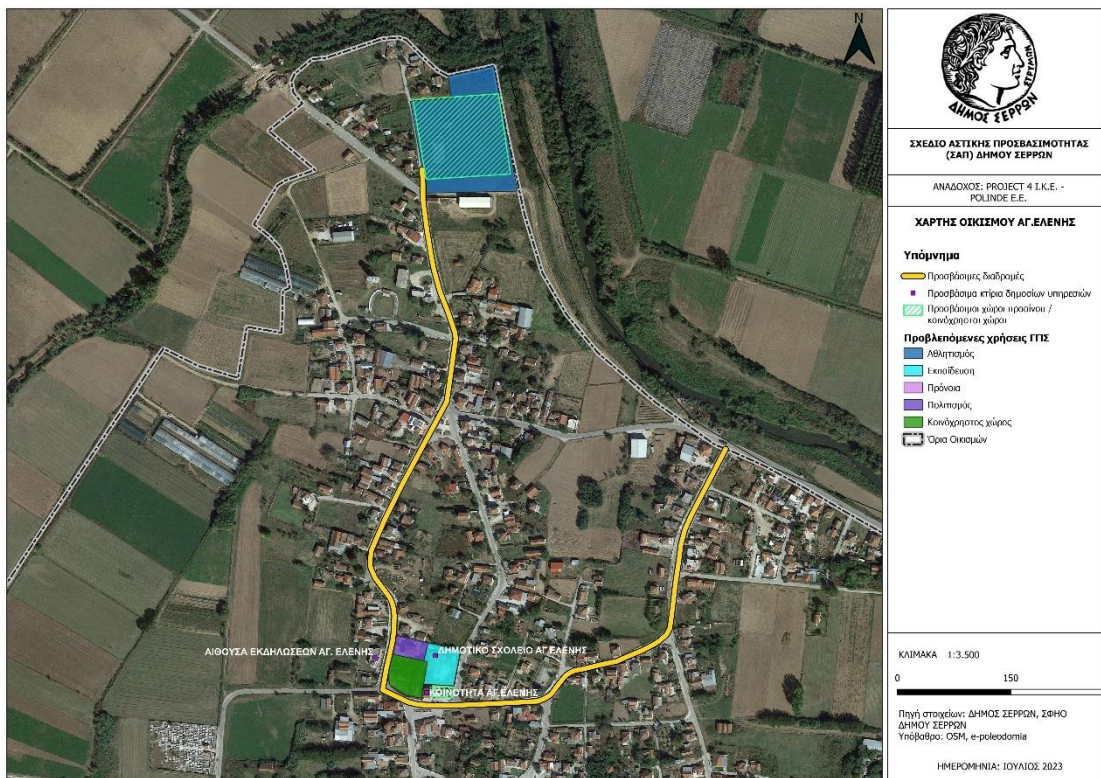 N
ΑΙΘΟΥΣΑ ΕΚΔΗΛΩΣΕΩΝ ΑΓ. ΕΛΕΝΗΣ
ΔΗΜΟΤΙΚΟ ΣΧΟΛΕΙΟ ΑΓ.ΕΛΕΝΗΣ
ΚΟΙΝΟΤΗΤΑ ΑΓ.ΕΛΕΝΗΣ
ΣΤΡΥΜΩΝ
ΔΗΜΟΣ ΣΕΡΡΩΝ
ΣΧΕΔΙΟ ΑΣΤΙΚΗΣ ΠΡΟΣΒΑΣΙΜΟΤΗΤΑΣ
(ΣΑΠ) ΔΗΜΟΥ ΣΕΡΡΩΝ
ΑΝΑΔΟΧΟΣ: PROJECT 4 Ι.Κ.Ε. -
POLINDE E.E.
ΧΑΡΤΗΣ ΟΙΚΙΣΜΟΥ ΑΓ.ΕΛΕΝΗΣ
Υπόμνημα
Προσβάσιμες διαδρομές
Προσβάσιμα κτίρια δημοσίων υπηρεσιών
Προσβάσιμοι χώροι πρασίνου /
κοινόχρηστοι χώροι
Προβλεπόμενες χρήσεις ΓΠΣ
Αθλητισμός
Εκπαίδευση
Πρόνοια
Πολιτισμός
Κοινόχρηστος χώρος
Όρια Οικισμών
ΚΛΙΜΑΚΑ 1:3.500
0 150
Πηγή στοιχείων: ΔΗΜΟΣ ΣΕΡΡΩΝ, ΣΦΗΟ
ΔΗΜΟΥ ΣΕΡΡΩΝ
Υπόβαθρο: OSM, e-poleodomia
ΗΜΕΡΟΜΗΝΙΑ: ΙΟΥΛΙΟΣ 2023